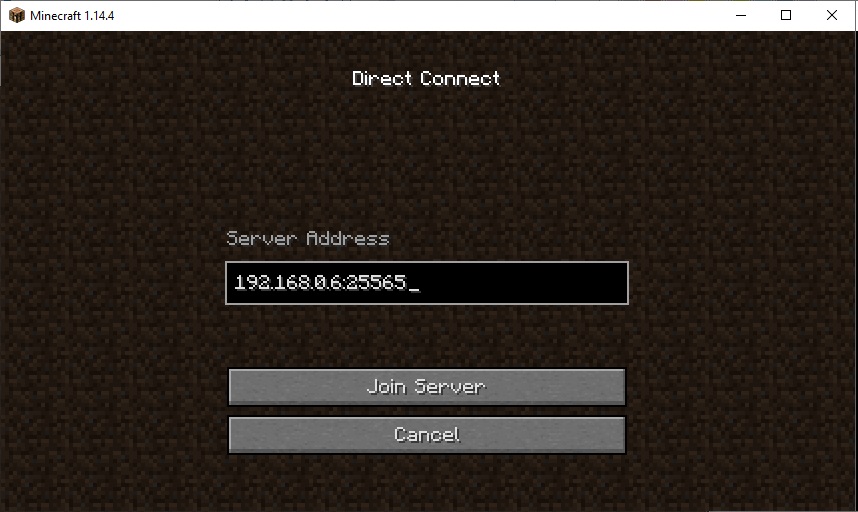 Minecraft 1.14.4
Direct Connect
Server Address
192.168.0.6:25565_
Join Server
Cancel